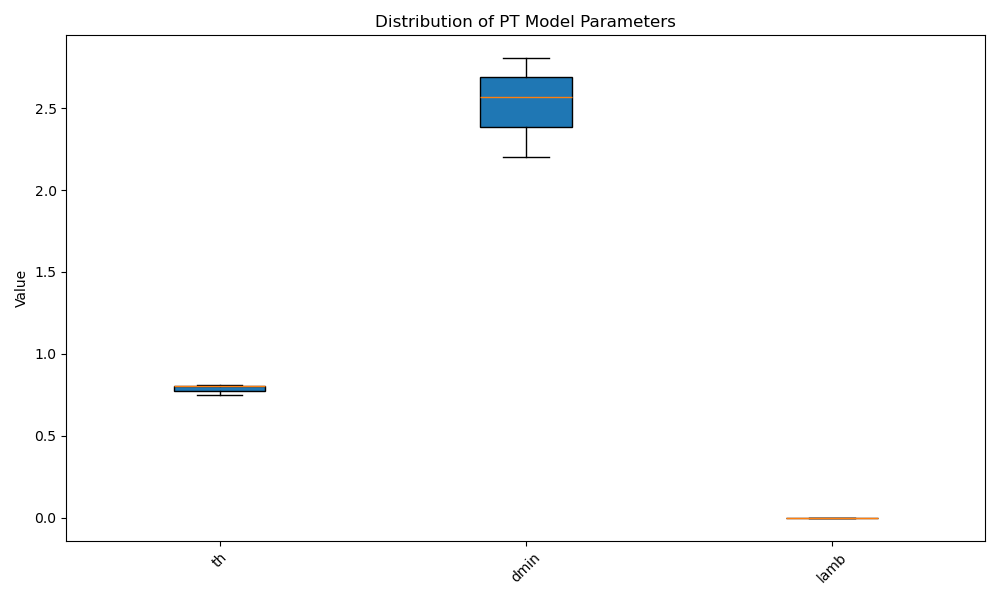 Distribution of PT Model Parameters
Value
2.5
2.0
1.5
1.0
0.5
0.0
th
dmin
lamb